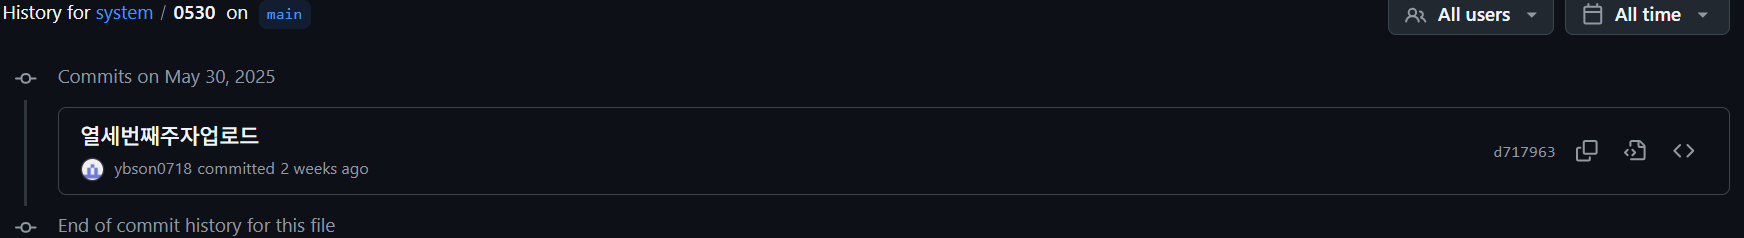 History for system / 0530 on main
All users
All time
Commits on May 30, 2025
열세번째주자업로드
ybson0718 committed 2 weeks ago
d717963
End of commit history for this file